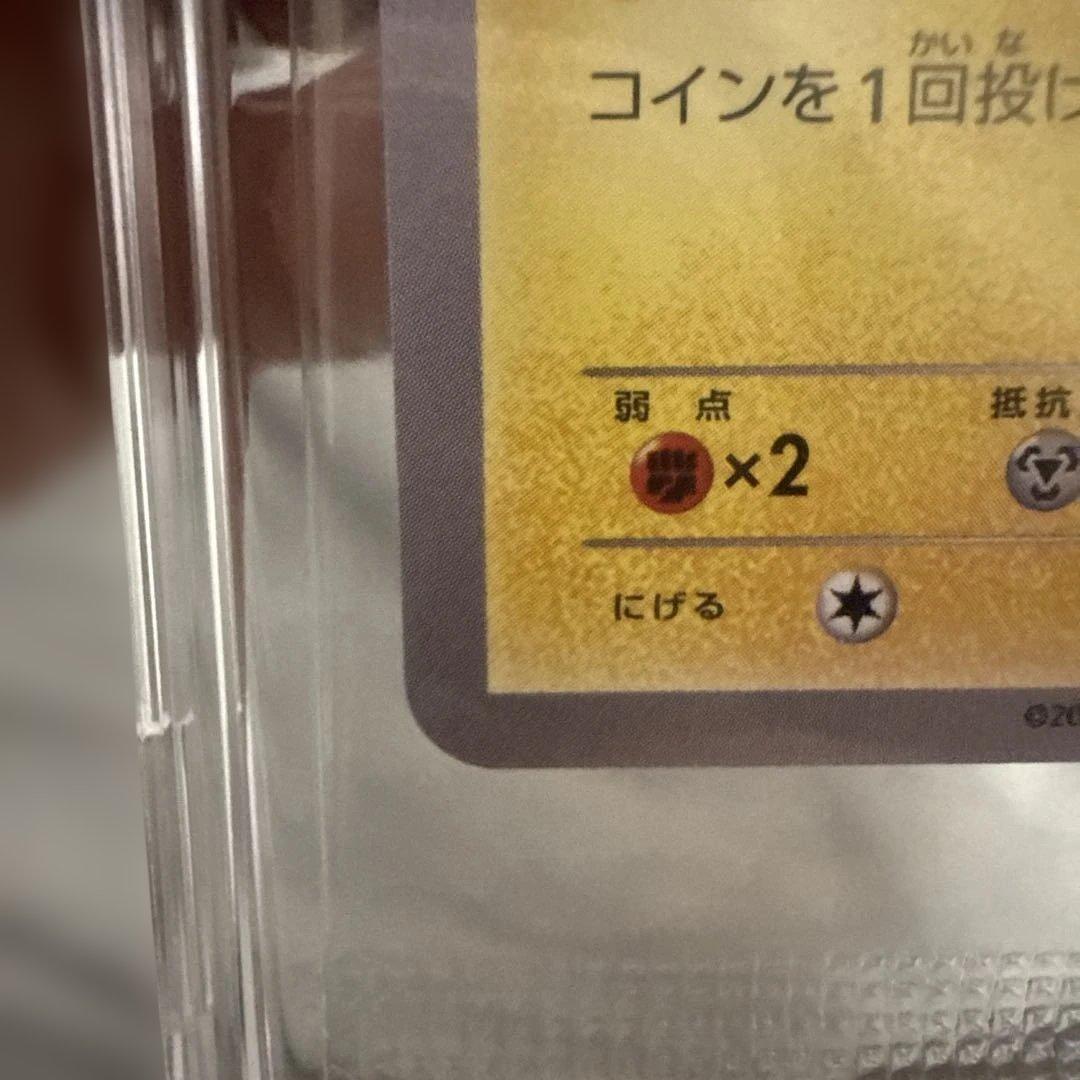 かい な
コインを1回投げ
弱 点 抵抗
×2
にげる
©20